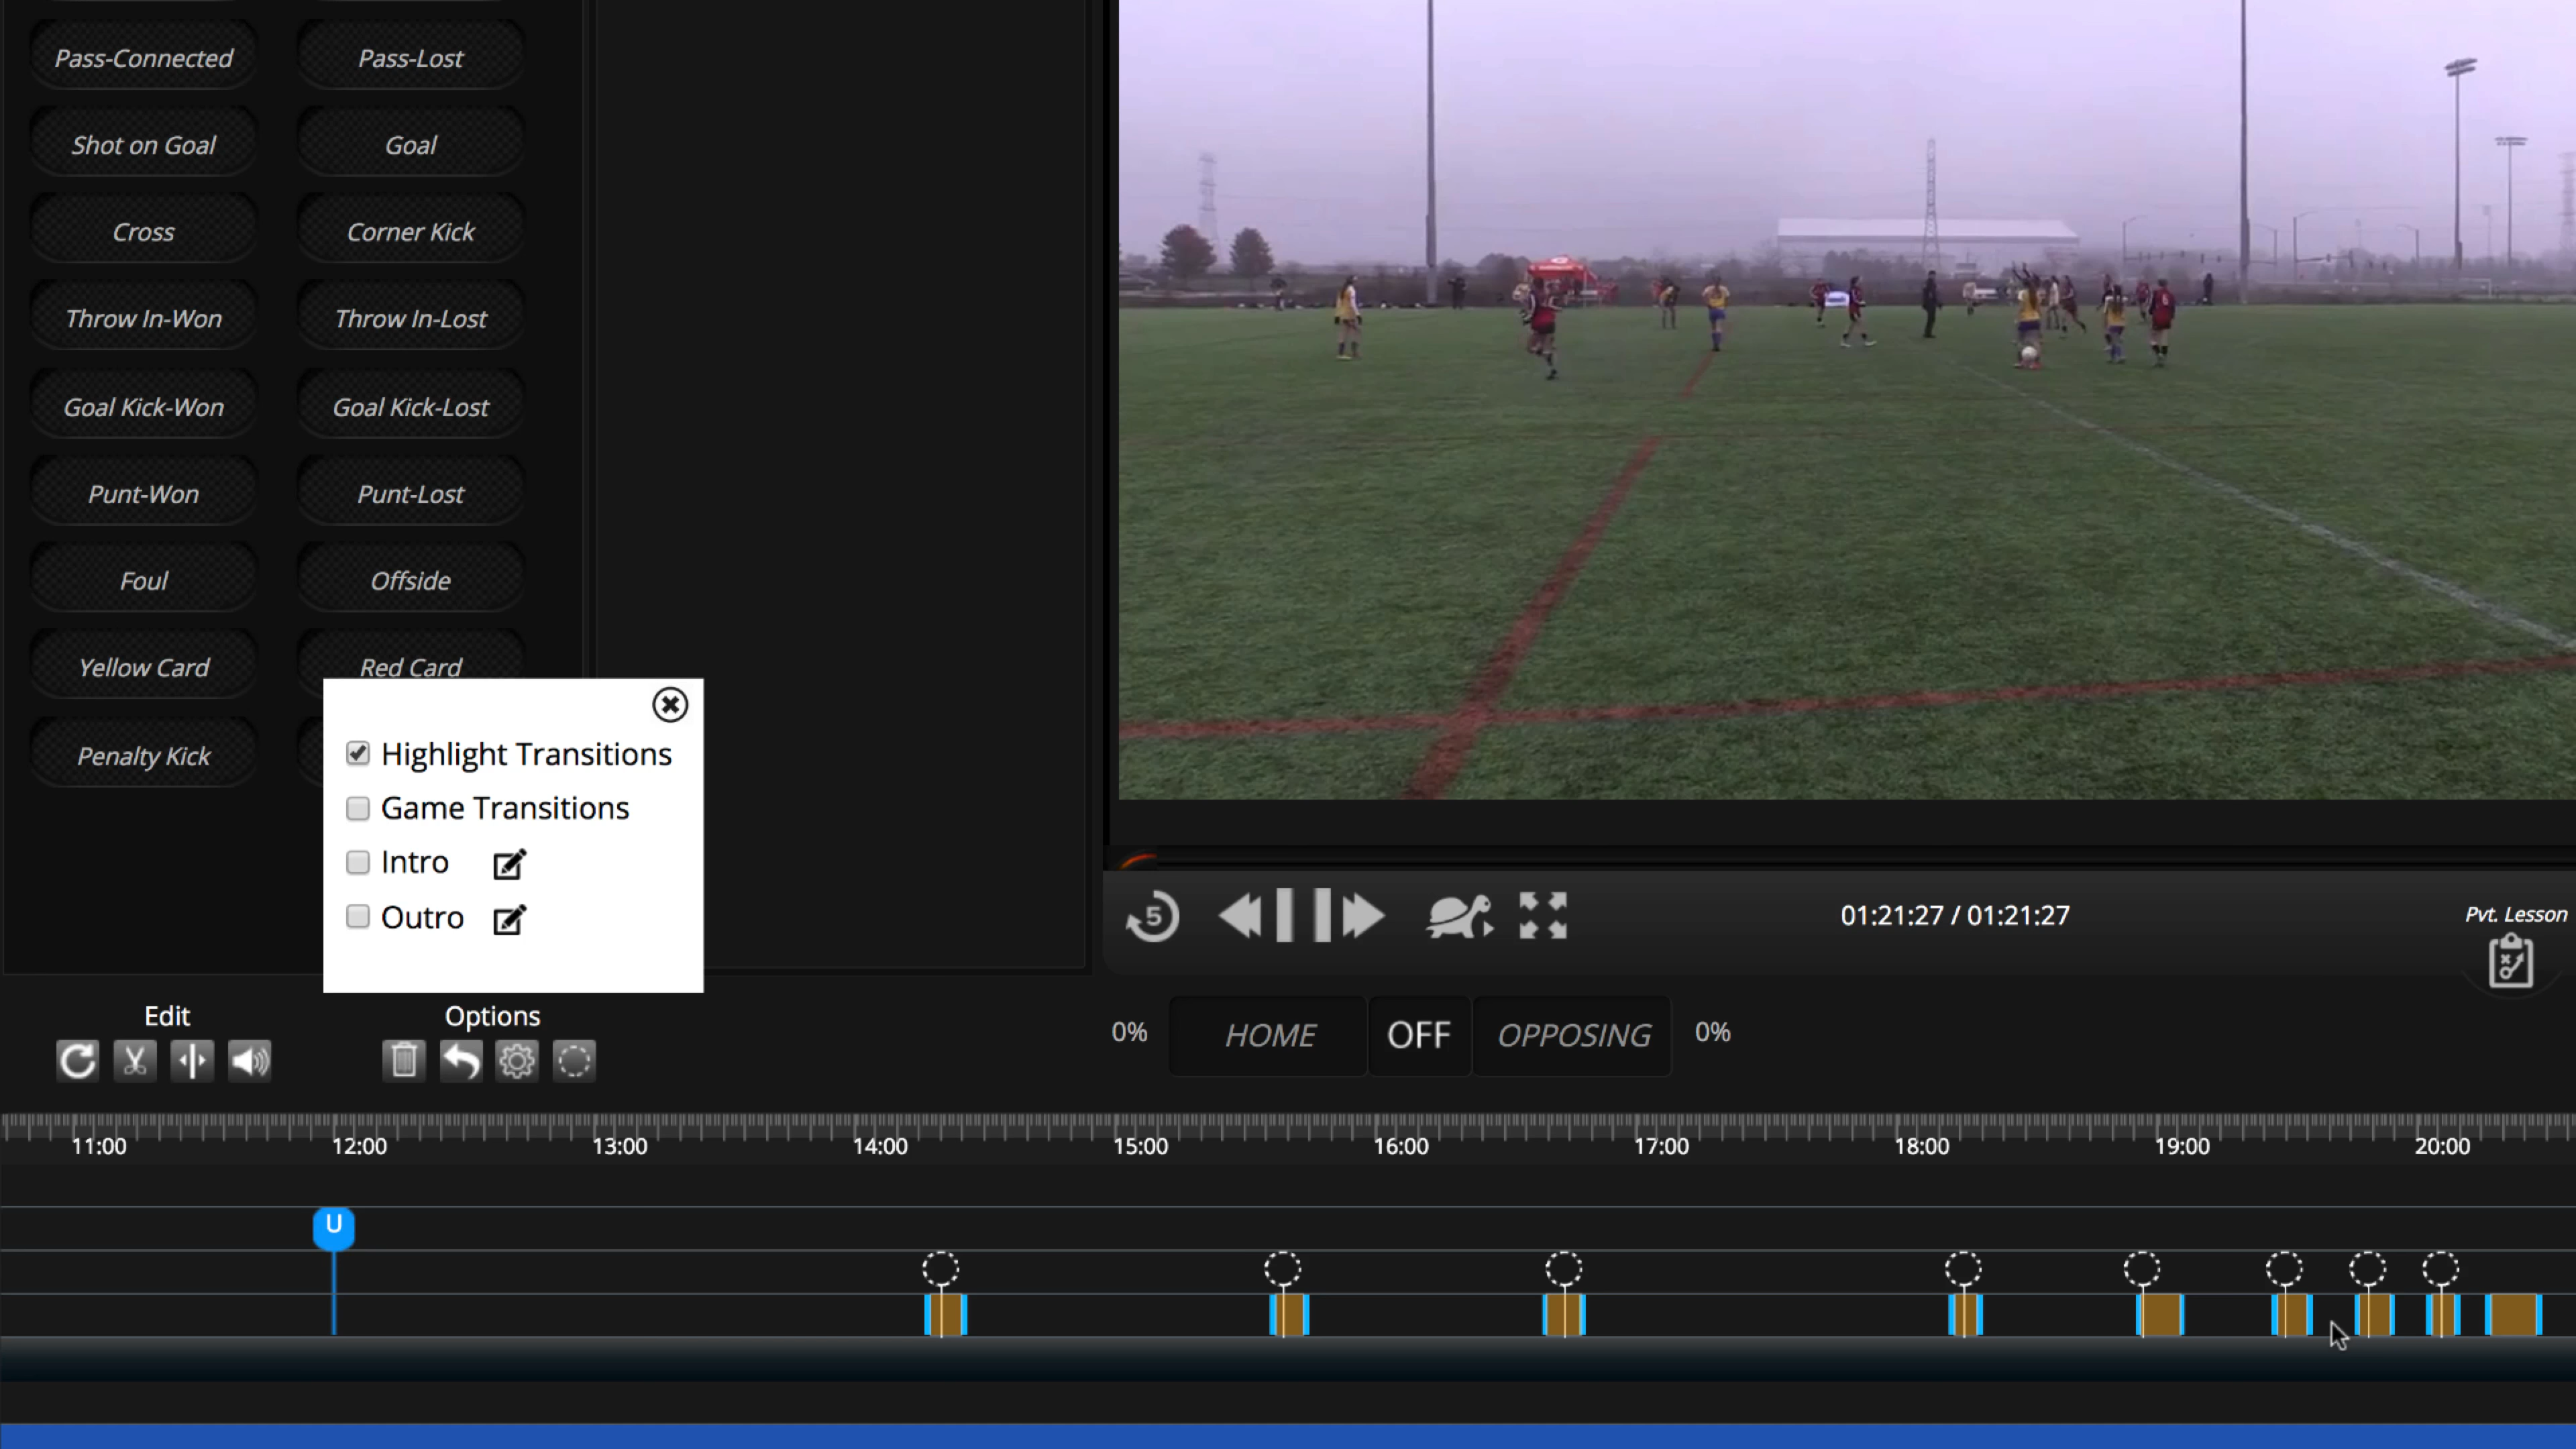 Pass-Connected
Pass-Lost
Shot on Goal
Goal
Cross
Corner Kick
Throw In-Won
Throw In-Lost
Goal Kick-Won
Goal Kick-Lost
Punt-Won
Punt-Lost
Foul
Offside
Yellow Card
Red Card
Penalty Kick
Highlight Transitions
Game Transitions
Intro
Outro
5
01:21:27 / 01:21:27
Pvt. Lesson
Edit
Options
0%
HOME
OFF
OPPOSING
0%
11:00
12:00
13:00
14:00
15:00
16:00
17:00
18:00
19:00
20:00
U